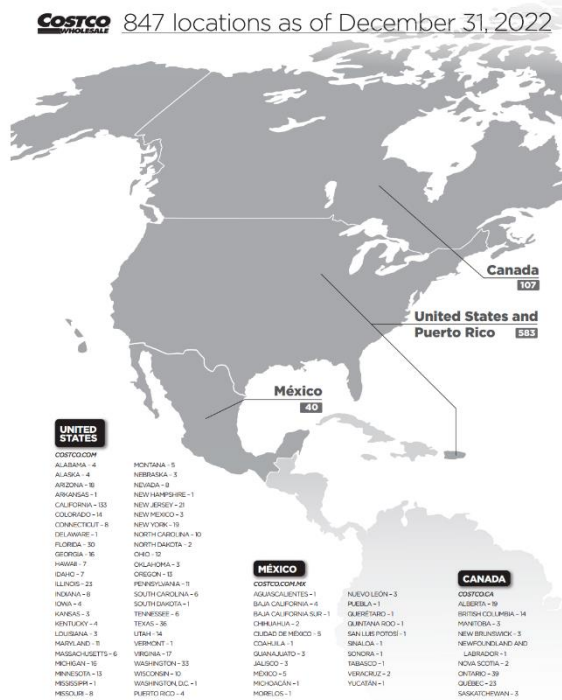 COSTCO
WHOLESALE
847 locations as of December 31, 2022
Canada
107
United States and
Puerto Rico 583
México
40
UNITED
STATES
COSTCO.COM
ALABAMA - 4
ALASKA - 4
ARIZONA - 18
ARKANSAS - 1
CALIFORNIA - 133
COLORADO - 14
CONNECTICUT - 8
DELAWARE - 1
FLORIDA - 30
GEORGIA - 16
HAWAII - 7
IDAHO - 7
ILLINOIS - 23
INDIANA - 8
IOWA - 4
KANSAS - 3
KENTUCKY - 4
LOUISIANA - 3
MARYLAND - 11
MASSACHUSETTS - 6
MICHIGAN - 16
MINNESOTA - 13
MISSISSIPPI - 1
MISSOURI - 8
MONTANA - 5
NEBRASKA - 3
NEVADA - 8
NEW HAMPSHIRE - 1
NEW JERSEY - 21
NEW MEXICO - 3
NEW YORK - 19
NORTH CAROLINA - 10
NORTH DAKOTA - 2
OHIO - 12
OKLAHOMA - 3
OREGON - 13
PENNSYLVANIA - 11
SOUTH CAROLINA - 6
SOUTH DAKOTA - 1
TENNESSEE - 6
TEXAS - 36
UTAH - 14
VERMONT - 1
VIRGINIA - 17
WASHINGTON - 33
WISCONSIN - 10
WASHINGTON, D.C. - 1
PUERTO RICO - 4
MÉXICO
COSTCO.COM.MX
AGUASCALIENTES - 1
BAJA CALIFORNIA - 4
BAJA CALIFORNIA SUR - 1
CHIHUAHUA - 2
CIUDAD DE MÉXICO - 5
COAHUILA - 1
GUANAJUATO - 3
JALISCO - 3
MÉXICO - 5
MICHOACÁN - 1
MORELOS - 1
NUEVO LEÓN - 3
PUEBLA - 1
QUERÉTARO - 1
QUINTANA ROO - 1
SAN LUIS POTOSÍ - 1
SINALOA - 1
SONORA - 1
TABASCO - 1
VERACRUZ - 2
YUCATÁN - 1
CANADA
COSTCO.CA
ALBERTA - 19
BRITISH COLUMBIA - 14
MANITOBA - 3
NEW BRUNSWICK - 3
NEWFOUNDLAND AND
LABRADOR - 1
NOVA SCOTIA - 2
ONTARIO - 39
QUÉBEC - 23
SASKATCHEWAN - 3